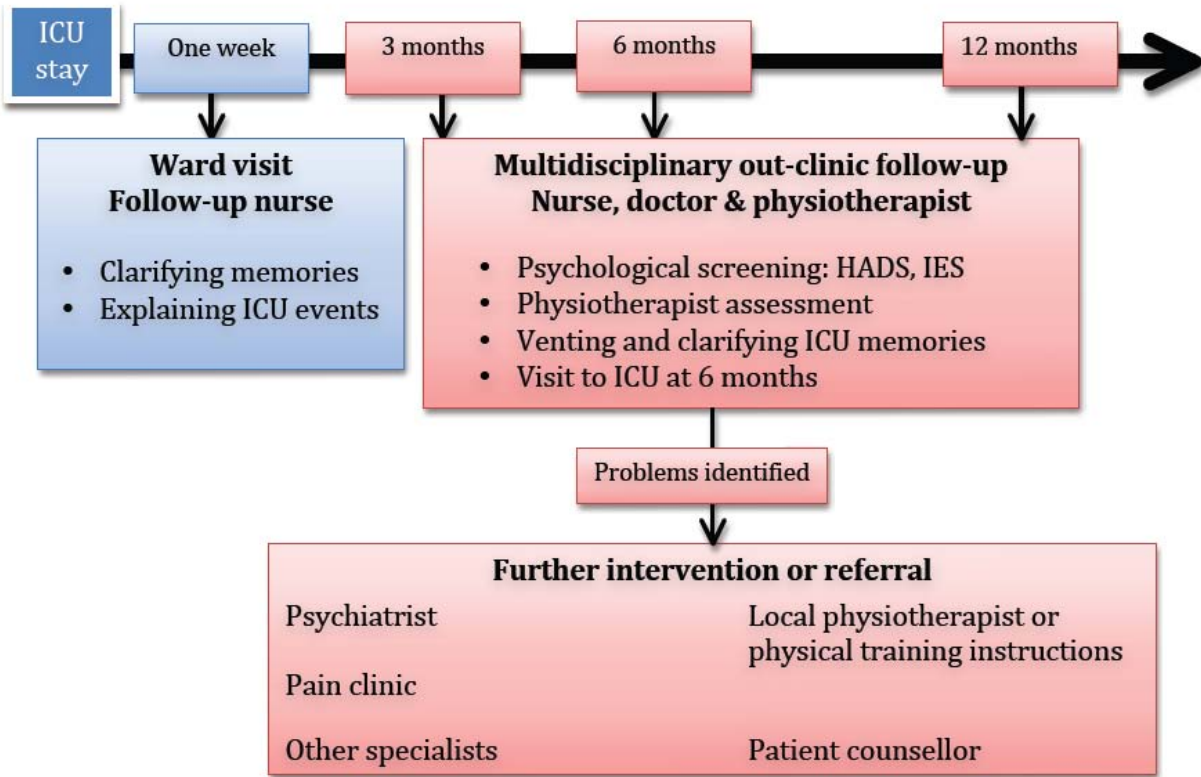 ICU
stay
One week
3 months
6 months
12 months
Ward visit
Follow-up nurse
• Clarifying memories
• Explaining ICU events
Multidisciplinary out-clinic follow-up
Nurse, doctor & physiotherapist
• Psychological screening: HADS, IES
• Physiotherapist assessment
• Venting and clarifying ICU memories
• Visit to ICU at 6 months
Problems identified
Further intervention or referral
Psychiatrist
Pain clinic
Other specialists
Local physiotherapist or
physical training instructions
Patient counsellor